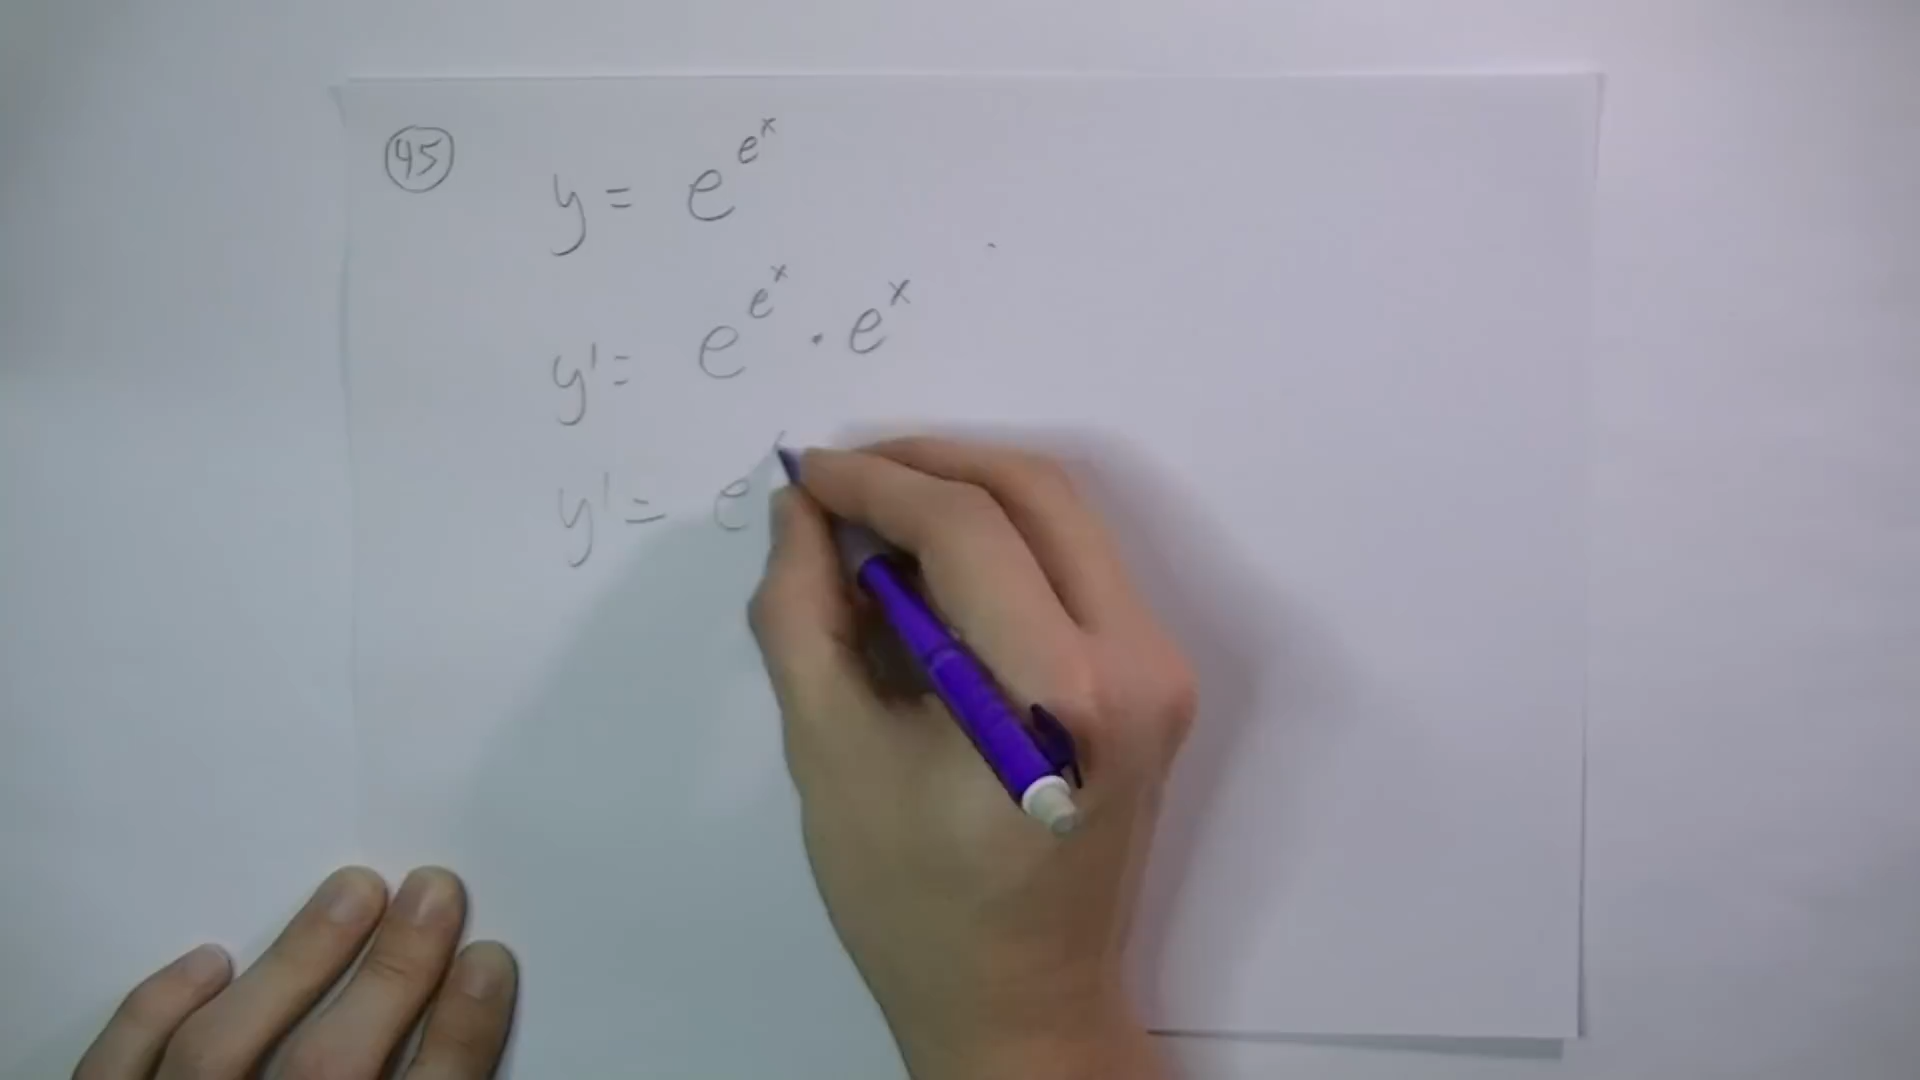 45 y = e^{e^x}
y' = e^{e^x} · e^x
y' = e